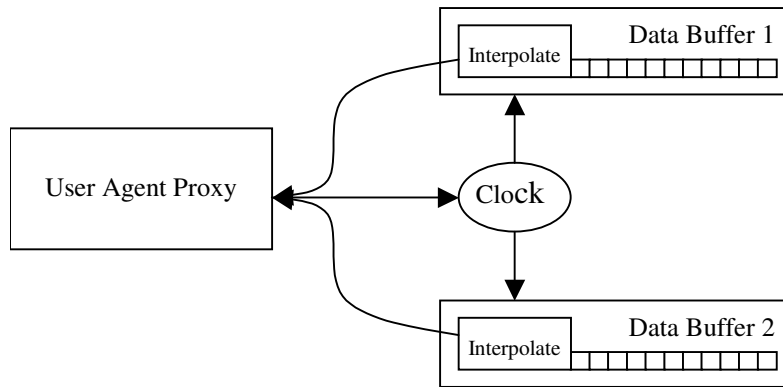 Data Buffer 1
Interpolate
User Agent Proxy
Clock
Data Buffer 2
Interpolate